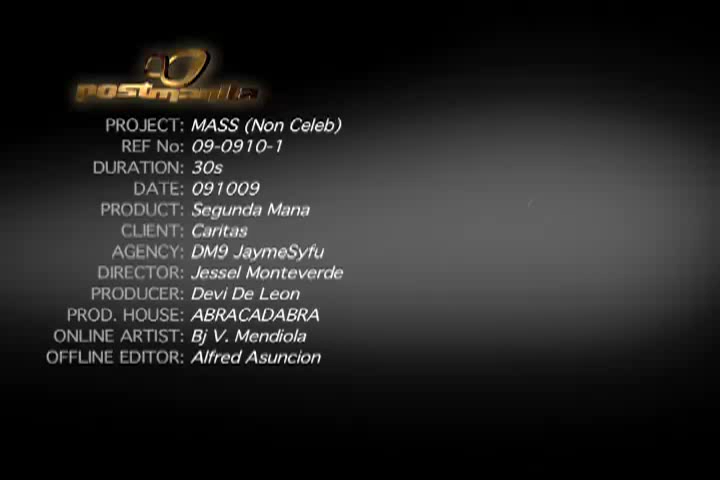 postmanila
PROJECT: MASS (Non Celeb)
REF No: 09-0910-1
DURATION: 30s
DATE: 091009
PRODUCT: Segunda Mana
CLIENT: Caritas
AGENCY: DM9 JaymeSyfu
DIRECTOR: Jessel Monteverde
PRODUCER: Devi De Leon
PROD. HOUSE: ABRACADABRA
ONLINE ARTIST: Bj V. Mendiola
OFFLINE EDITOR: Alfred Asuncion